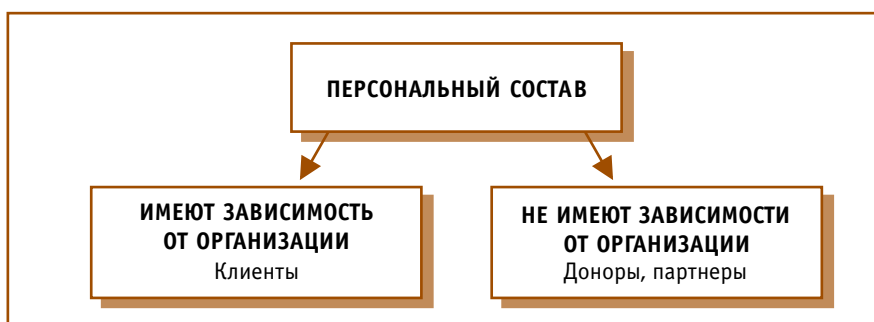 ПЕРСОНАЛЬНЫЙ СОСТАВ
ИМЕЮТ ЗАВИСИМОСТЬ
ОТ ОРГАНИЗАЦИИ
Клиенты
НЕ ИМЕЮТ ЗАВИСИМОСТИ
ОТ ОРГАНИЗАЦИИ
Доноры, партнеры